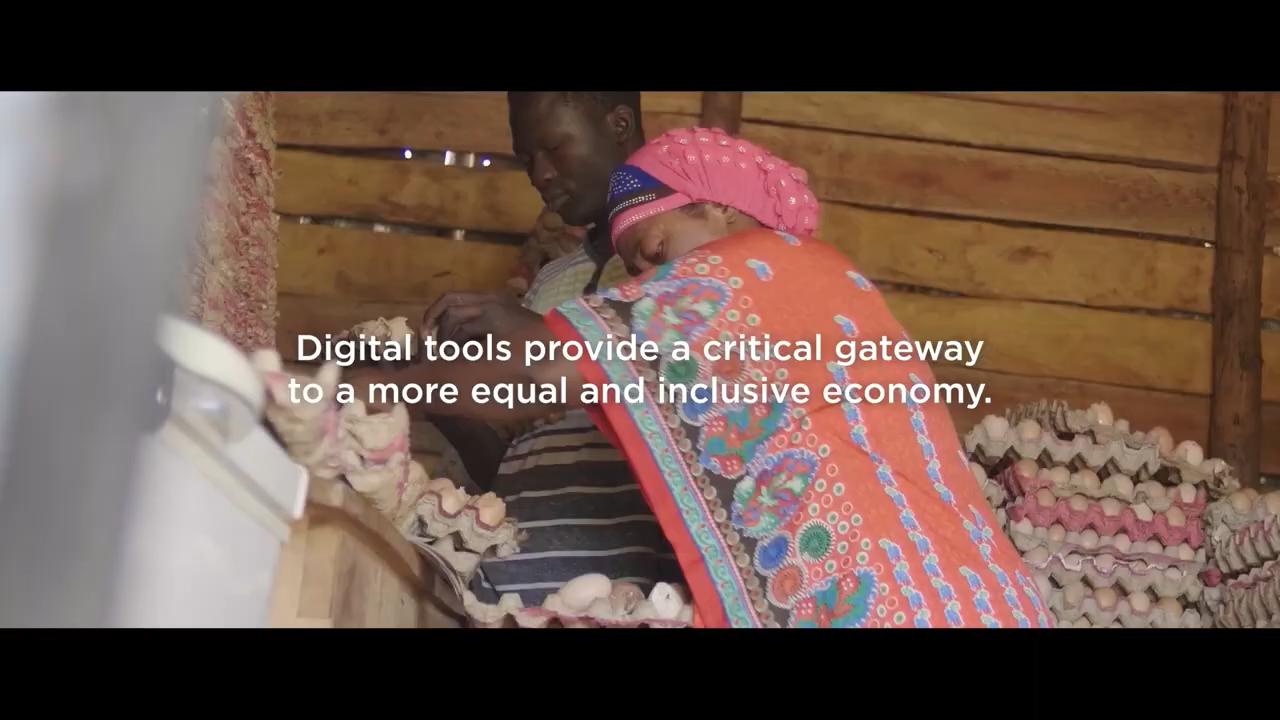 Digital tools provide a critical gateway
to a more equal and inclusive economy.